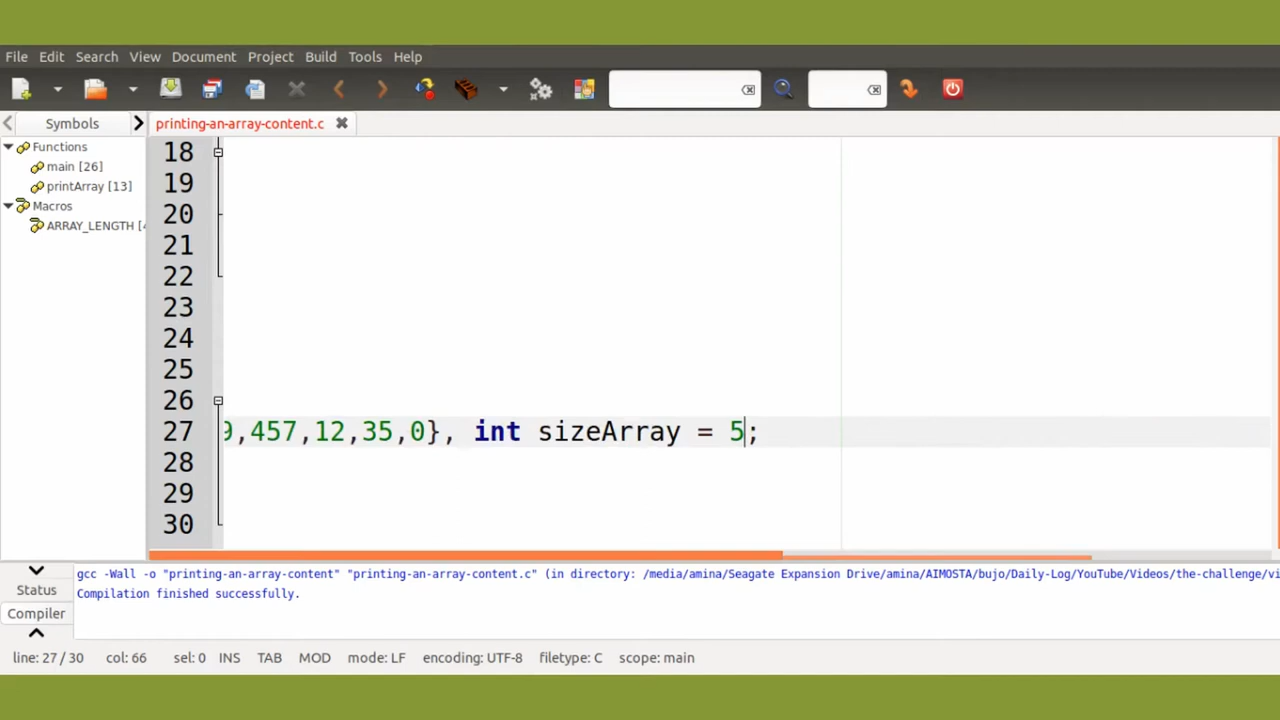 File Edit Search View Document Project Build Tools Help
Symbols
printing-an-array-content.c
Functions
main [26]
printArray [13]
Macros
ARRAY_LENGTH [
18
19
20
21
22
23
24
25
26
27 9,457,12,35,0}, int sizeArray = 5;
28
29
30
Status
Compiler
gcc -Wall -o "printing-an-array-content" "printing-an-array-content.c" (in directory: /media/amina/Seagate Expansion Drive/amina/AIMOSTA/bujo/Daily-Log/YouTube/Videos/the-challenge/vi
Compilation finished successfully.
line: 27 / 30 col: 66 sel: 0 INS TAB MOD mode: LF encoding: UTF-8 filetype: C scope: main